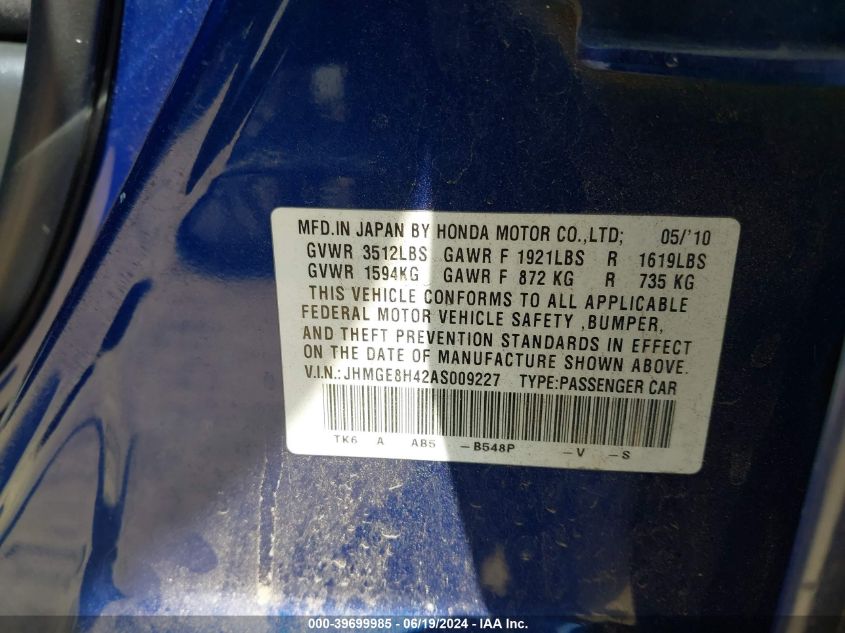 MFD.IN JAPAN BY HONDA MOTOR CO.,LTD; 05/'10
GVWR 3512LBS GAWR F 1921LBS R 1619LBS
GVWR 1594KG GAWR F 872 KG R 735 KG
THIS VEHICLE CONFORMS TO ALL APPLICABLE
FEDERAL MOTOR VEHICLE SAFETY ,BUMPER,
AND THEFT PREVENTION STANDARDS IN EFFECT
ON THE DATE OF MANUFACTURE SHOWN ABOVE.
V.I.N.:JHMGE8H42AS009227 TYPE:PASSENGER CAR
TK6 A AB5 -B548P -V -S
000-39699985 - 06/19/2024 - IAA Inc.